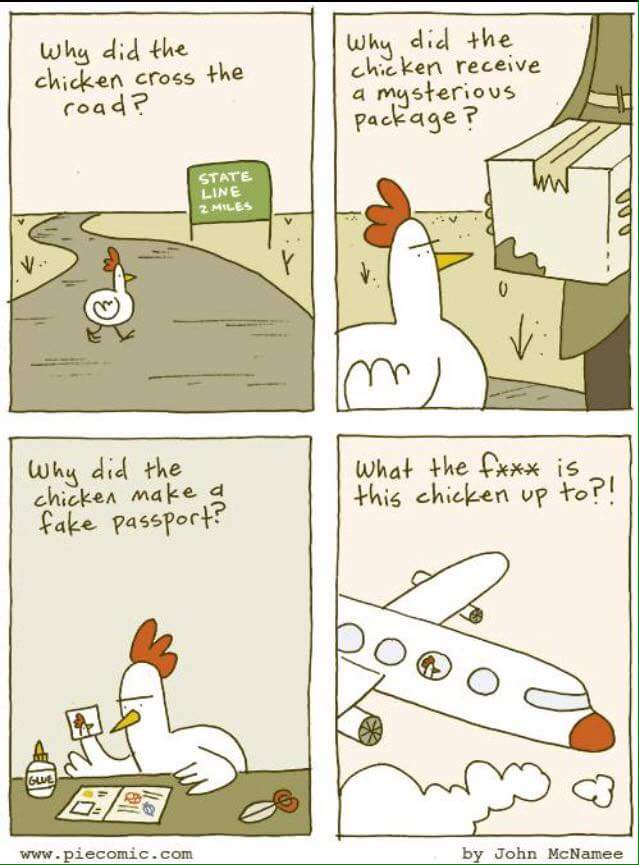 Why did the
chicken cross the
road?
STATE
LINE
2 MILES
Why did the
chicken receive
a mysterious
package?
Why did the
chicken make a
fake passport?
GLUE
What the f*** is
this chicken up to?!
www.piecomic.com
by John McNamee